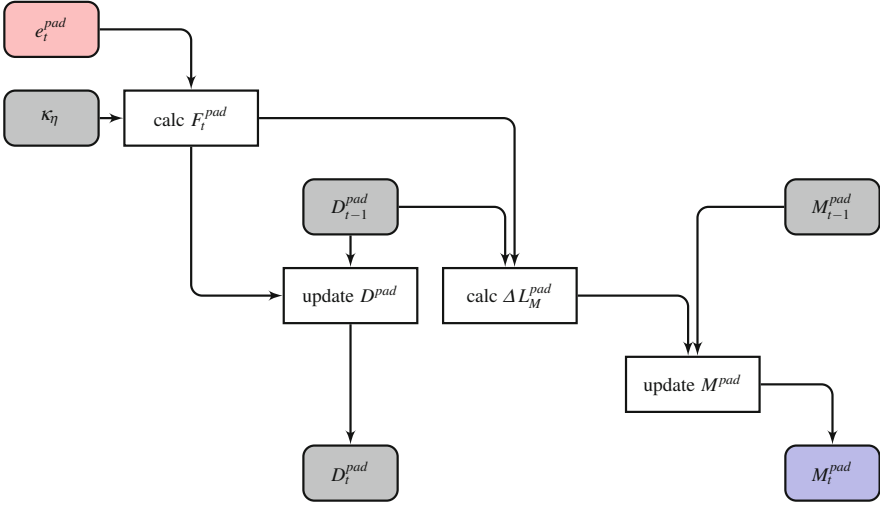 e_t^{pad}
κ_η
calc F_t^{pad}
D_{t−1}^{pad}
M_{t−1}^{pad}
update D^{pad}
calc ΔL_M^{pad}
update M^{pad}
D_t^{pad}
M_t^{pad}